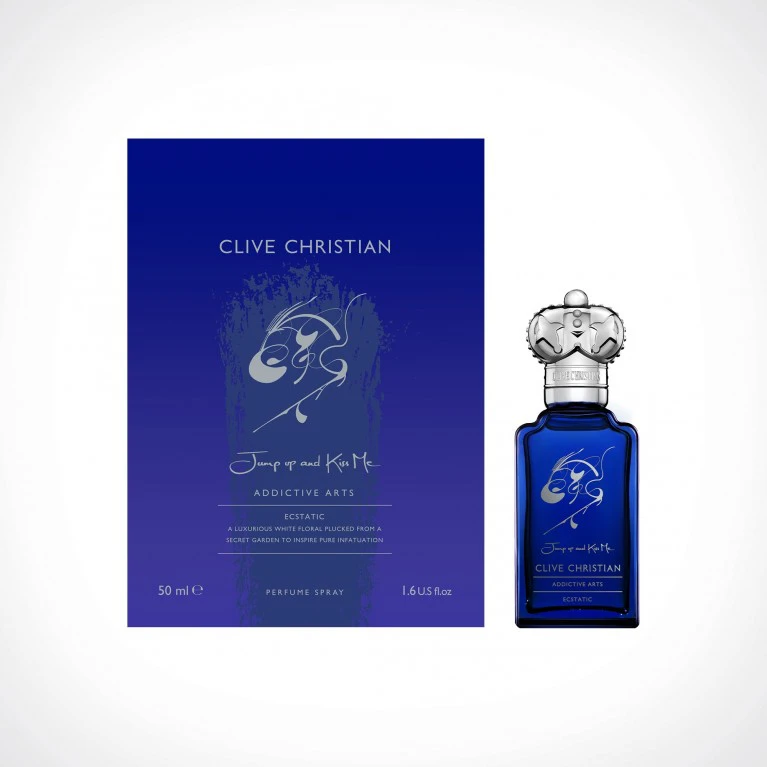 CLIVE CHRISTIAN
Jump up and Kiss Me
ADDICTIVE ARTS
ECSTATIC
A LUXURIOUS WHITE FLORAL PLUCKED FROM A
SECRET GARDEN TO INSPIRE PURE INFATUATION
50 ml ℮
PERFUME SPRAY
1.6 U.S fl.oz
Jump up and Kiss Me
CLIVE CHRISTIAN
ADDICTIVE ARTS
ECSTATIC